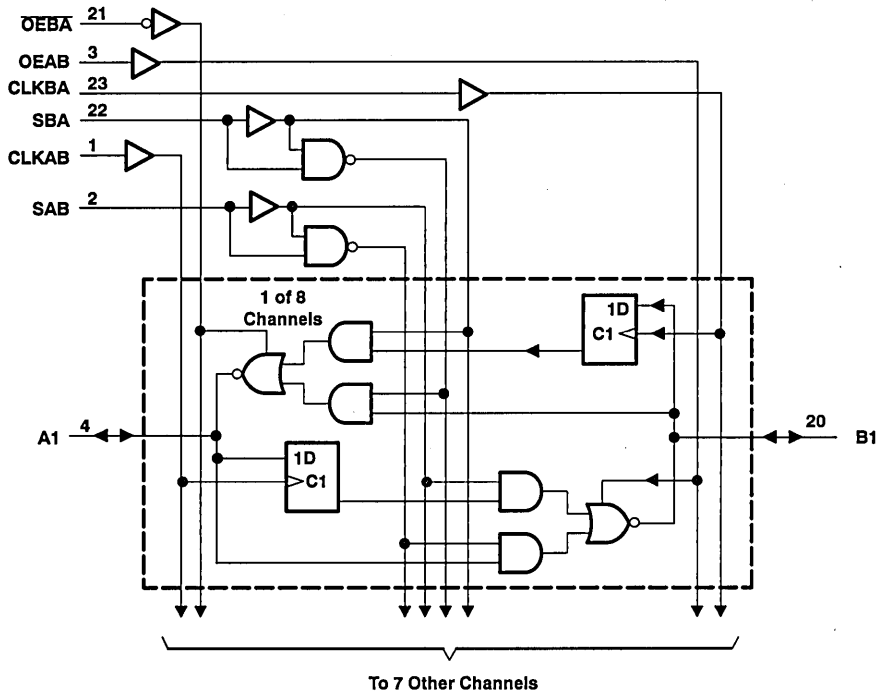 OEBA 21
OEAB 3
CLKBA 23
SBA 22
CLKAB 1
SAB 2
1 of 8
Channels
1D
C1
A1 4
20 B1
1D
C1
To 7 Other Channels